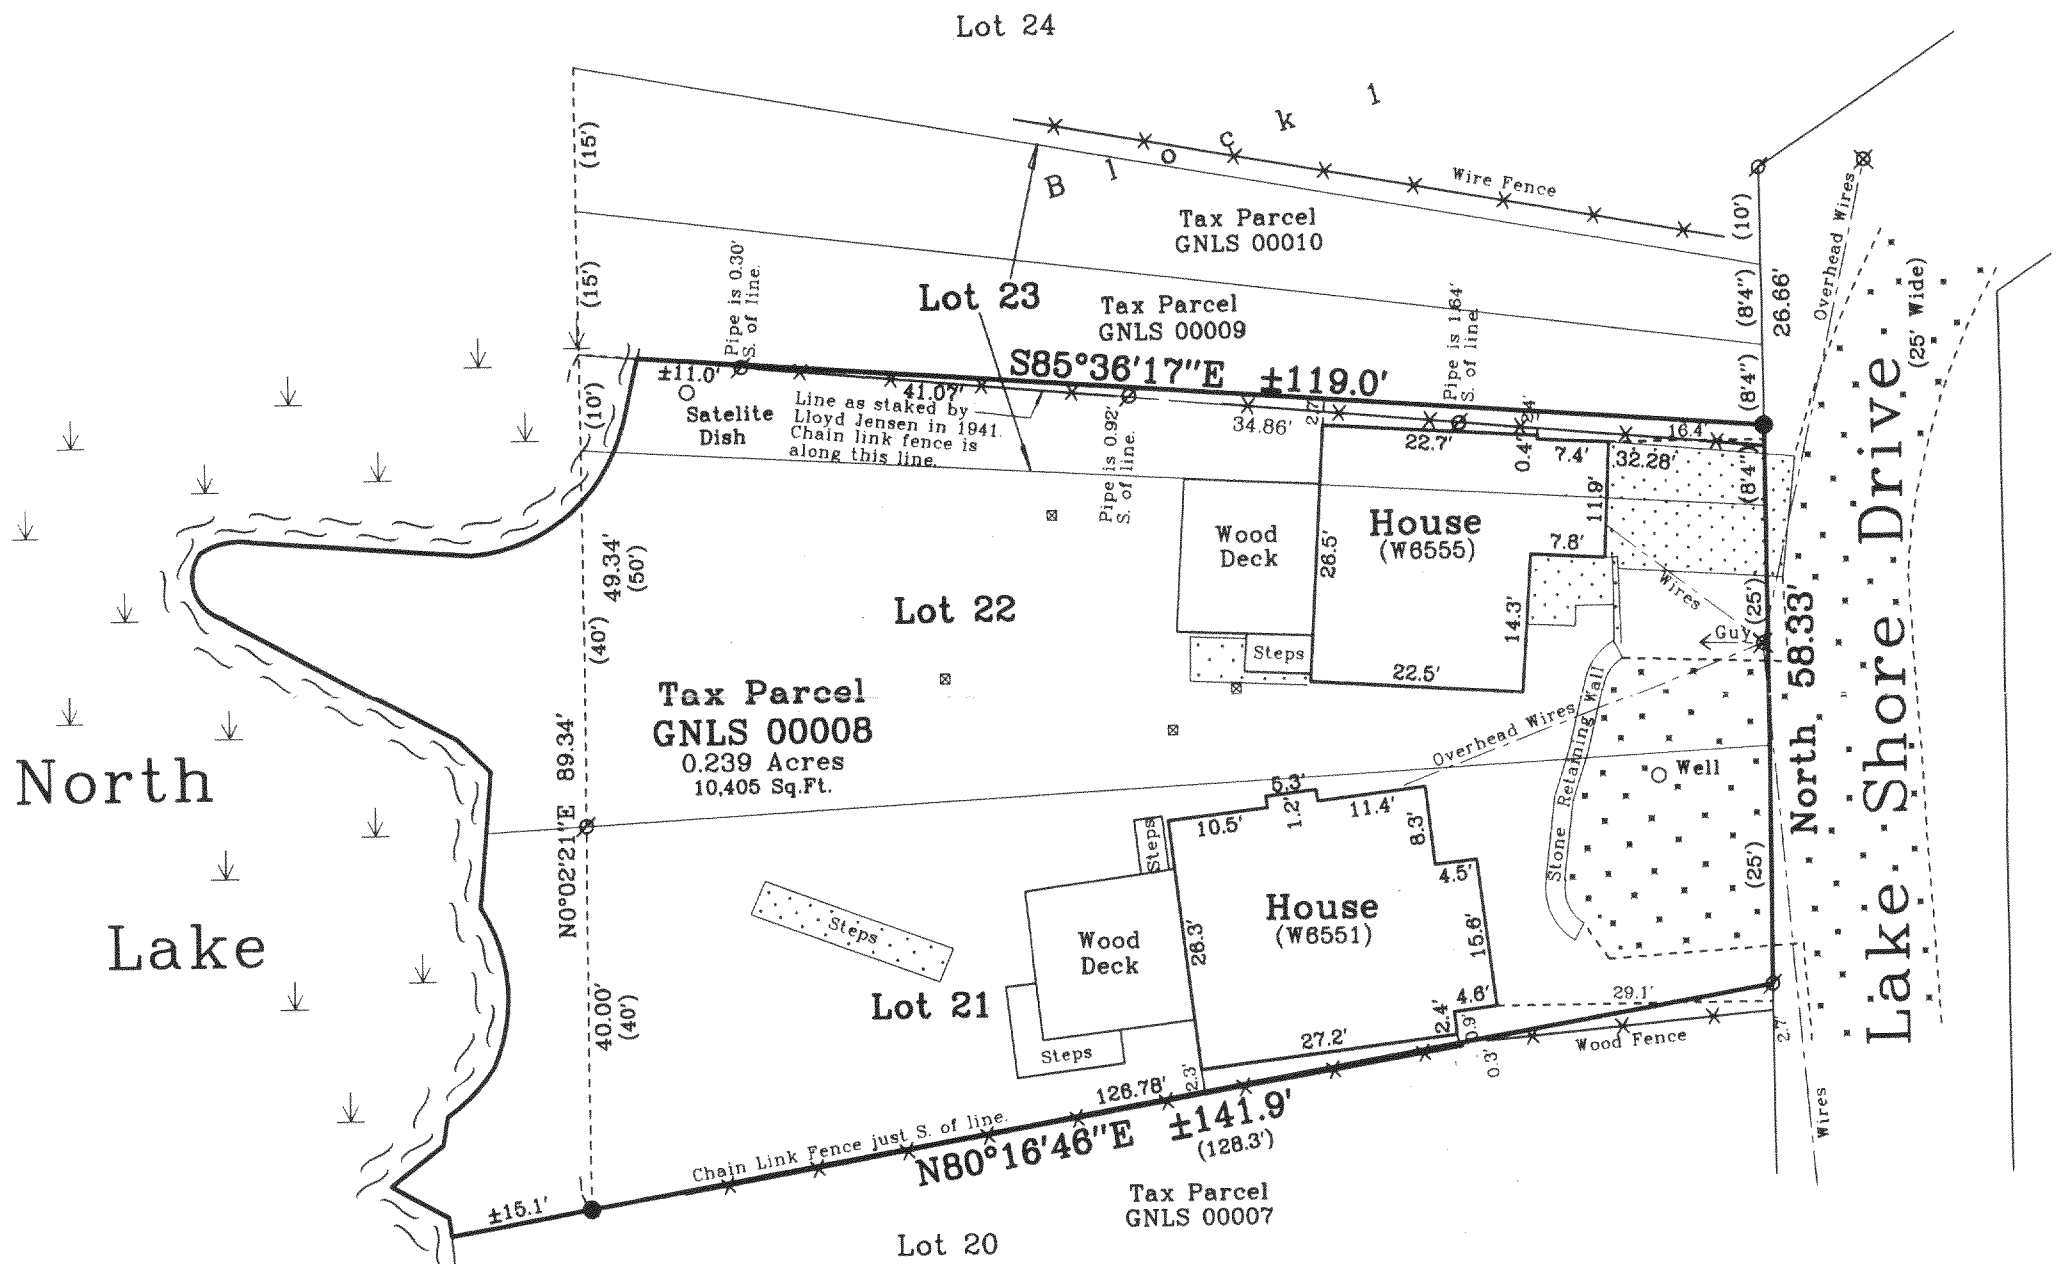 Lot 24
B l o c k 1
Wire Fence
(15')
(10')
Tax Parcel
GNLS 00010
Overhead Wires
(25' Wide)
(15')
Pipe is 0.30'
S. of line.
Lot 23
Tax Parcel
GNLS 00009
Pipe is 1.64'
S. of line.
(8'4")
26.66'
S85°36'17"E ±119.0'
(8'4")
±11.0'
41.07'
(10')
Satelite
Dish
Line as staked by
Lloyd Jensen in 1941.
Chain link fence is
along this line.
Pipe is 0.92'
S. of line.
34.86'
2.7'
22.7'
2.4'
0.4'
7.4'
16.4'
32.28'
(8'4")
11.9'
House
(W6555)
Wood
Deck
26.5'
7.8'
14.3'
22.5'
Steps
Wires
(25')
Guy
49.34'
(50')
(40')
Lot 22
North 58.33'
Lake Shore Drive
Tax Parcel
GNLS 00008
0.239 Acres
10,405 Sq.Ft.
N0°02'21"E 89.34'
North
Lake
Overhead Wires
Stone Retaining Wall
Well
(25')
5.3'
10.5'
1.2'
11.4'
8.3'
4.5'
Steps
House
(W6551)
Wood
Deck
26.3'
15.6'
Steps
Lot 21
40.00'
(40')
Steps
27.2'
2.4'
4.6'
0.9'
29.1'
0.3'
Wood Fence
2.7'
Wires
2.3'
126.78'
Chain Link Fence just S. of line.
N80°16'46"E ±141.9'
(128.3')
±15.1'
Tax Parcel
GNLS 00007
Lot 20